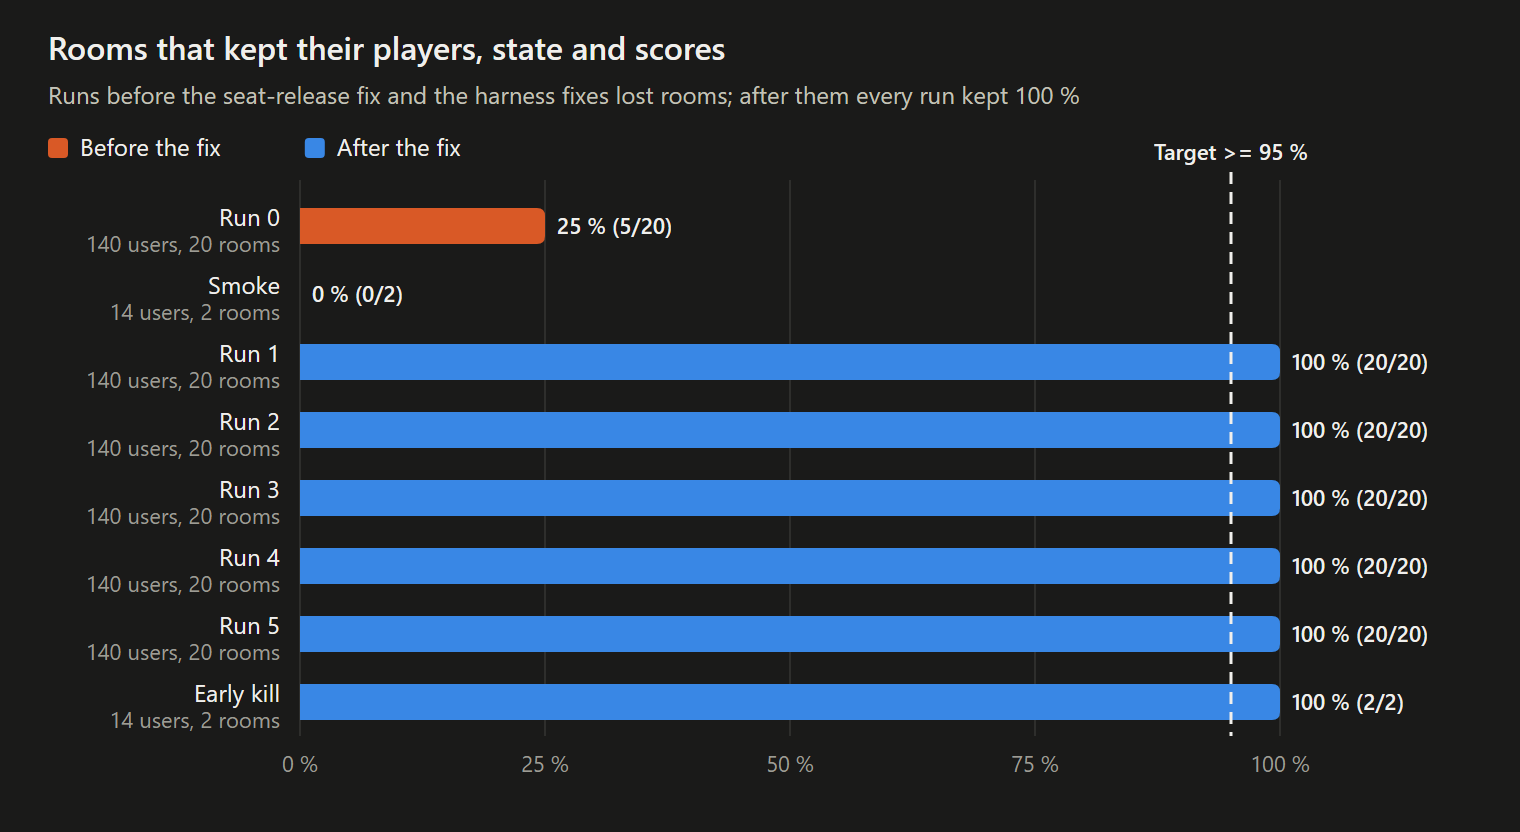 Rooms that kept their players, state and scores
Runs before the seat-release fix and the harness fixes lost rooms; after them every run kept 100 %
Before the fix
After the fix
Target >= 95 %
Run 0
140 users, 20 rooms
25 % (5/20)
Smoke
14 users, 2 rooms
0 % (0/2)
Run 1
140 users, 20 rooms
100 % (20/20)
Run 2
140 users, 20 rooms
100 % (20/20)
Run 3
140 users, 20 rooms
100 % (20/20)
Run 4
140 users, 20 rooms
100 % (20/20)
Run 5
140 users, 20 rooms
100 % (20/20)
Early kill
14 users, 2 rooms
100 % (2/2)
0 %
25 %
50 %
75 %
100 %